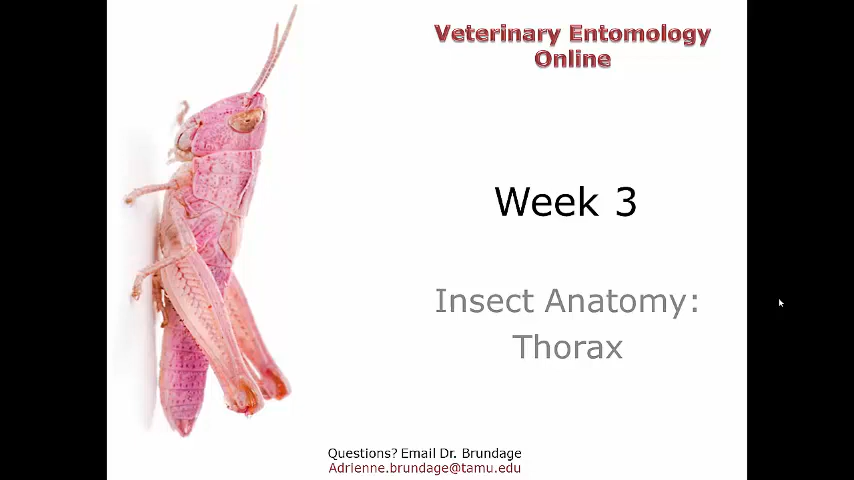 Veterinary Entomology
Online
Week 3
Insect Anatomy:
Thorax
Questions? Email Dr. Brundage
Adrienne.brundage@tamu.edu